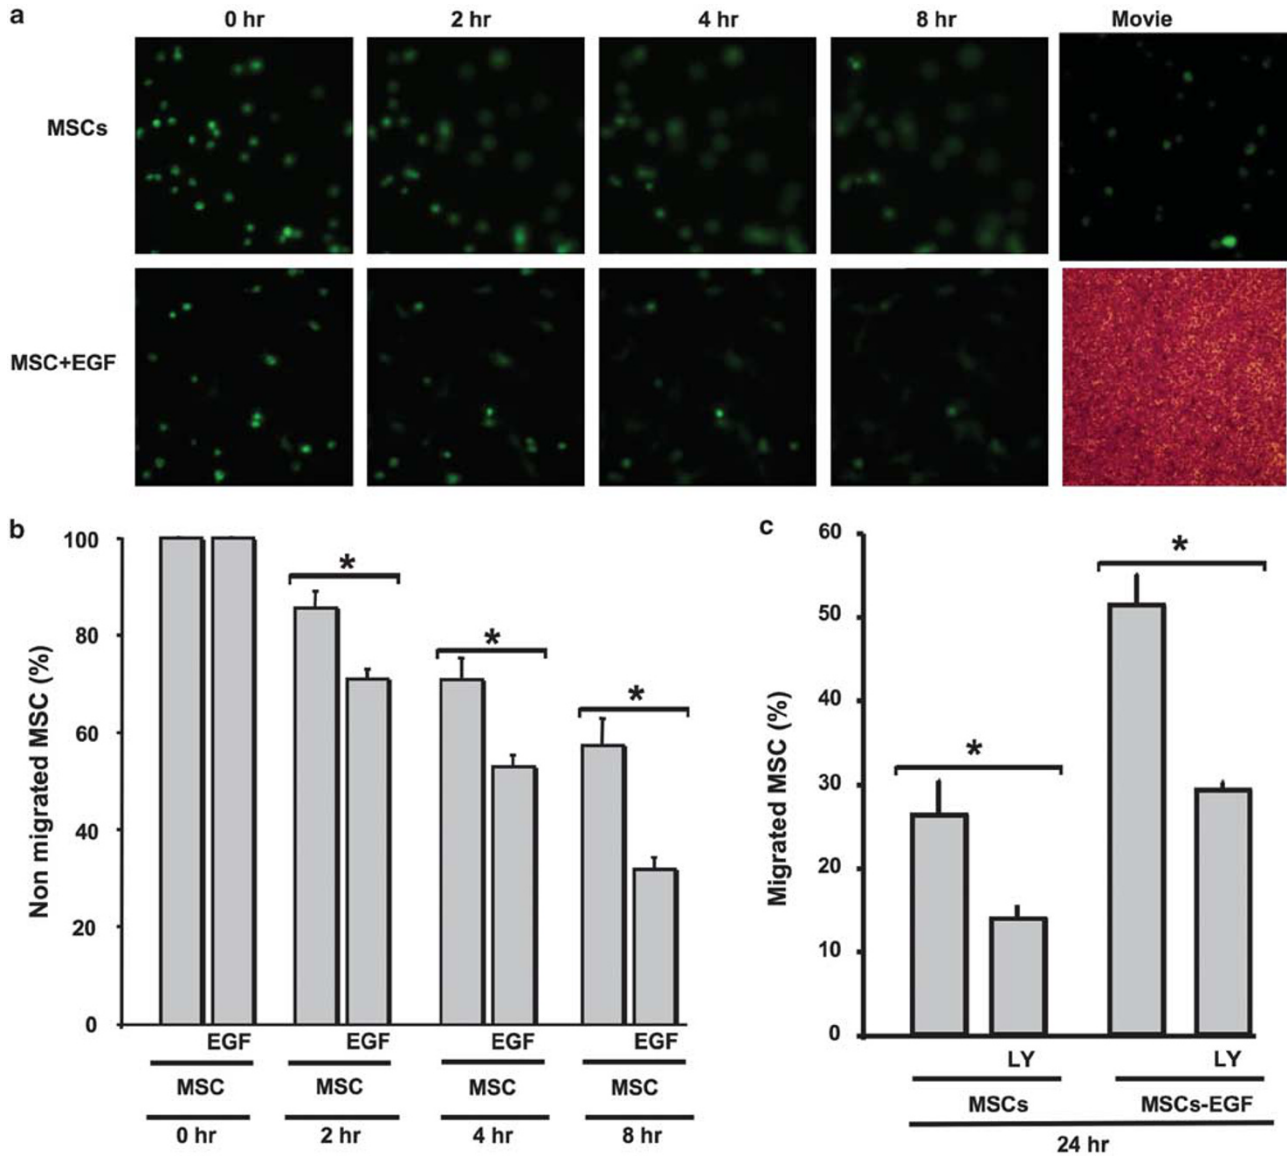 a
0 hr 2 hr 4 hr 8 hr Movie
MSCs
MSC+EGF
b
Non migrated MSC (%)
100
80
60
40
20
0
*
*
*
EGF EGF EGF EGF
MSC MSC MSC MSC
0 hr 2 hr 4 hr 8 hr
c
Migrated MSC (%)
60
50
40
30
20
10
0
*
*
LY LY
MSCs MSCs-EGF
24 hr